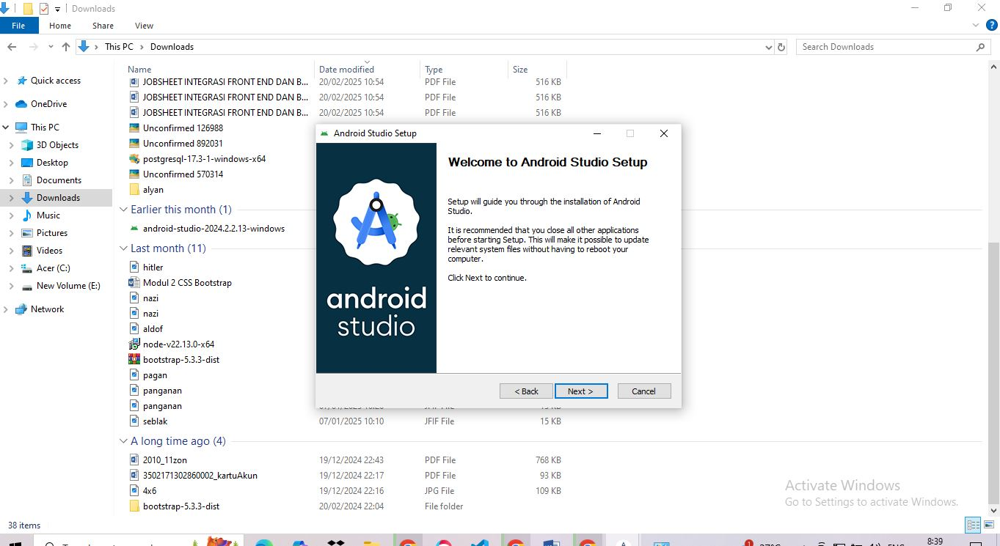 Downloads
File Home Share View
This PC Downloads
Search Downloads
Name Date modified Type Size
Quick access
OneDrive
This PC
3D Objects
Desktop
Documents
Downloads
Music
Pictures
Videos
Acer (C:)
New Volume (E:)
Network
JOBSHEET INTEGRASI FRONT END DAN B... 20/02/2025 10:54 PDF File 516 KB
JOBSHEET INTEGRASI FRONT END DAN B... 20/02/2025 10:54 PDF File 516 KB
JOBSHEET INTEGRASI FRONT END DAN B... 20/02/2025 10:54 PDF File 516 KB
Unconfirmed 126988
Unconfirmed 892031
postgresql-17.3-1-windows-x64
Unconfirmed 570314
alyan
Earlier this month (1)
android-studio-2024.2.2.13-windows
Last month (11)
hitler
Modul 2 CSS Bootstrap
nazi
nazi
aldof
node-v22.13.0-x64
bootstrap-5.3.3-dist
pagan
panganan
panganan
seblak 07/01/2025 10:10 JFIF File 15 KB
A long time ago (4)
2010_11zon 19/12/2024 22:43 PDF File 768 KB
3502171302860002_kartuAkun 19/12/2024 22:17 PDF File 93 KB
4x6 19/12/2024 22:16 JPG File 109 KB
bootstrap-5.3.3-dist 20/02/2024 22:04 File folder
Android Studio Setup
android
studio
Welcome to Android Studio Setup
Setup will guide you through the installation of Android
Studio.
It is recommended that you close all other applications
before starting Setup. This will make it possible to update
relevant system files without having to reboot your
computer.
Click Next to continue.
< Back Next > Cancel
Activate Windows
Go to Settings to activate Windows.
38 items
8:39